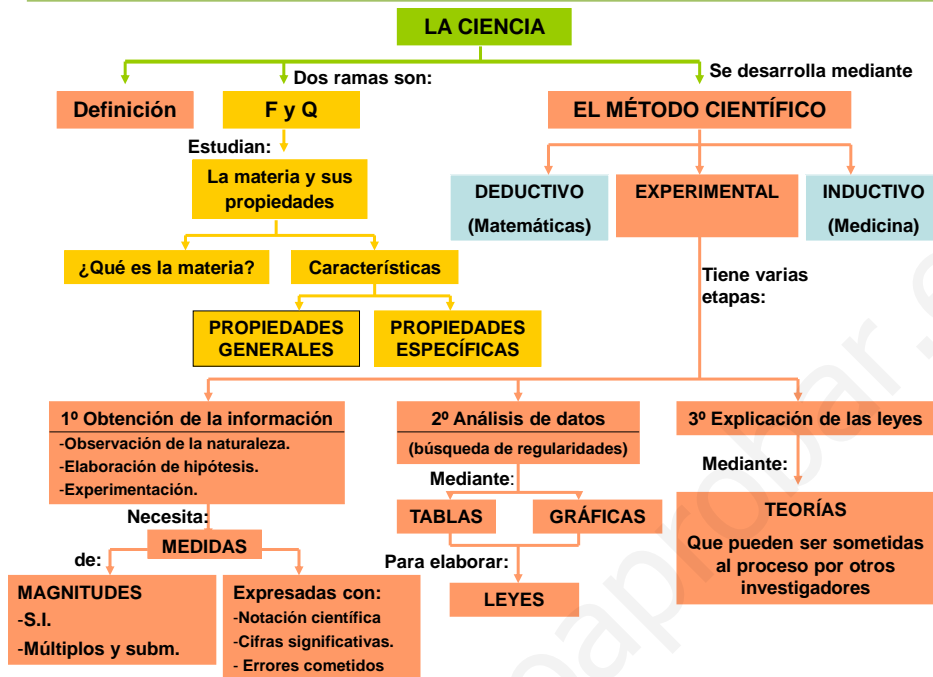 LA CIENCIA
Dos ramas son:
Se desarrolla mediante
Definición
F y Q
EL MÉTODO CIENTÍFICO
Estudian:
La materia y sus
propiedades
DEDUCTIVO
(Matemáticas)
EXPERIMENTAL
INDUCTIVO
(Medicina)
¿Qué es la materia?
Características
Tiene varias
etapas:
PROPIEDADES
GENERALES
PROPIEDADES
ESPECÍFICAS
1º Obtención de la información
-Observación de la naturaleza.
-Elaboración de hipótesis.
-Experimentación.
2º Análisis de datos
(búsqueda de regularidades)
3º Explicación de las leyes
Mediante:
Mediante:
TABLAS
GRÁFICAS
TEORÍAS
Que pueden ser sometidas
al proceso por otros
investigadores
Necesita:
MEDIDAS
de:
Para elaborar:
LEYES
MAGNITUDES
-S.I.
-Múltiplos y subm.
Expresadas con:
-Notación científica
-Cifras significativas.
- Errores cometidos